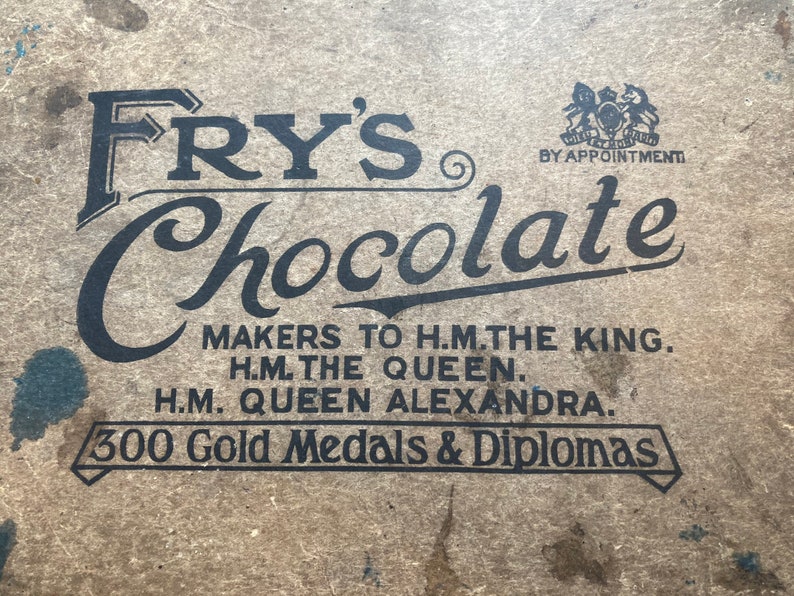 FRY'S
BY APPOINTMENT
Chocolate
MAKERS TO H.M. THE KING.
H.M. THE QUEEN.
H.M. QUEEN ALEXANDRA.
300 Gold Medals & Diplomas